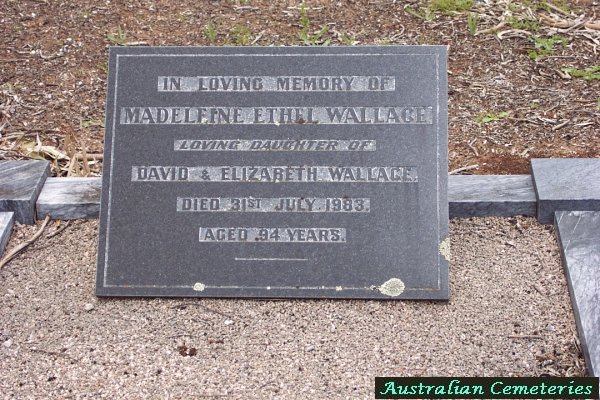 IN LOVING MEMORY OF
MADELEINE ETHEL WALLACE
LOVING DAUGHTER OF
DAVID & ELIZABETH WALLACE.
DIED 31ST JULY 1983.
AGED 94 YEARS.
Australian Cemeteries